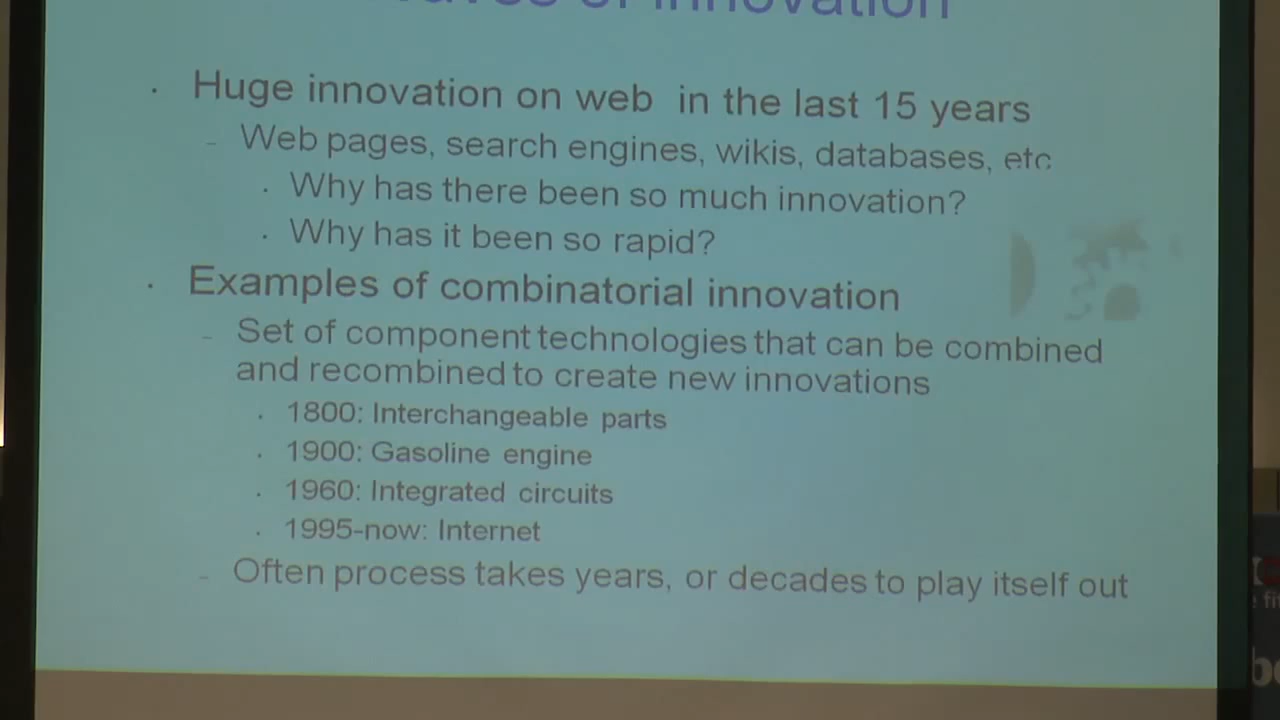 of innovation
· Huge innovation on web in the last 15 years
- Web pages, search engines, wikis, databases, etc.
· Why has there been so much innovation?
· Why has it been so rapid?
· Examples of combinatorial innovation
- Set of component technologies that can be combined
and recombined to create new innovations
· 1800: Interchangeable parts
· 1900: Gasoline engine
· 1960: Integrated circuits
· 1995-now: Internet
- Often process takes years, or decades to play itself out